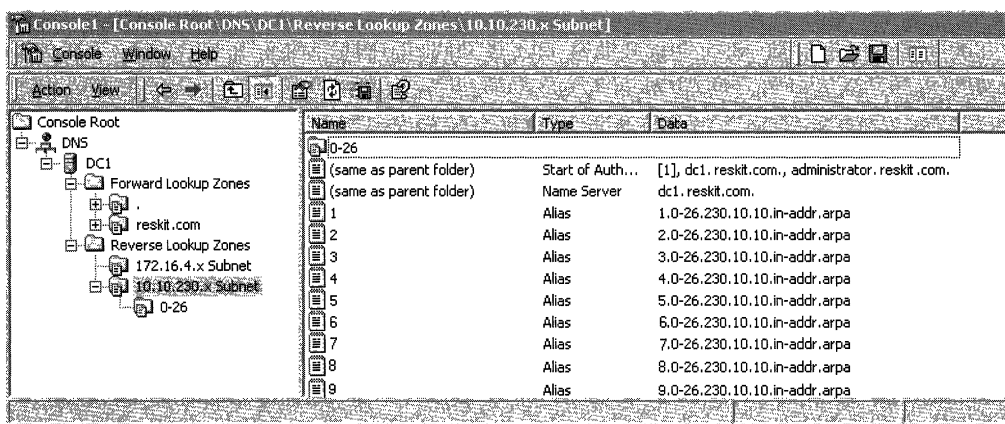 Console1 - [Console Root\DNS\DC1\Reverse Lookup Zones\10.10.230.x Subnet]
Console Window Help
Action View
Console Root
DNS
DC1
Forward Lookup Zones
.
reskit.com
Reverse Lookup Zones
172.16.4.x Subnet
10.10.230.x Subnet
0-26
Name Type Data
0-26
(same as parent folder) Start of Auth... [1], dc1.reskit.com., administrator.reskit.com.
(same as parent folder) Name Server dc1.reskit.com.
1 Alias 1.0-26.230.10.10.in-addr.arpa
2 Alias 2.0-26.230.10.10.in-addr.arpa
3 Alias 3.0-26.230.10.10.in-addr.arpa
4 Alias 4.0-26.230.10.10.in-addr.arpa
5 Alias 5.0-26.230.10.10.in-addr.arpa
6 Alias 6.0-26.230.10.10.in-addr.arpa
7 Alias 7.0-26.230.10.10.in-addr.arpa
8 Alias 8.0-26.230.10.10.in-addr.arpa
9 Alias 9.0-26.230.10.10.in-addr.arpa